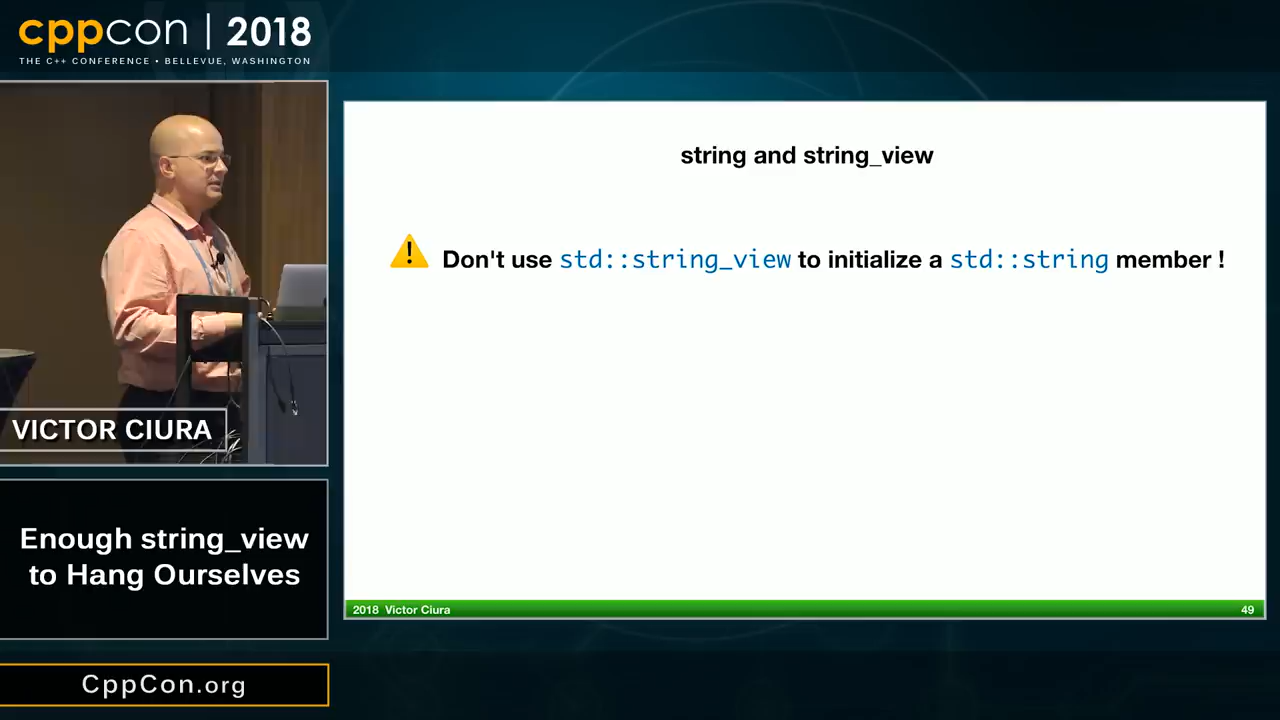 cppcon | 2018
THE C++ CONFERENCE • BELLEVUE, WASHINGTON
string and string_view
! Don't use std::string_view to initialize a std::string member !
VICTOR CIURA
Enough string_view
to Hang Ourselves
2018 Victor Ciura
49
CppCon.org